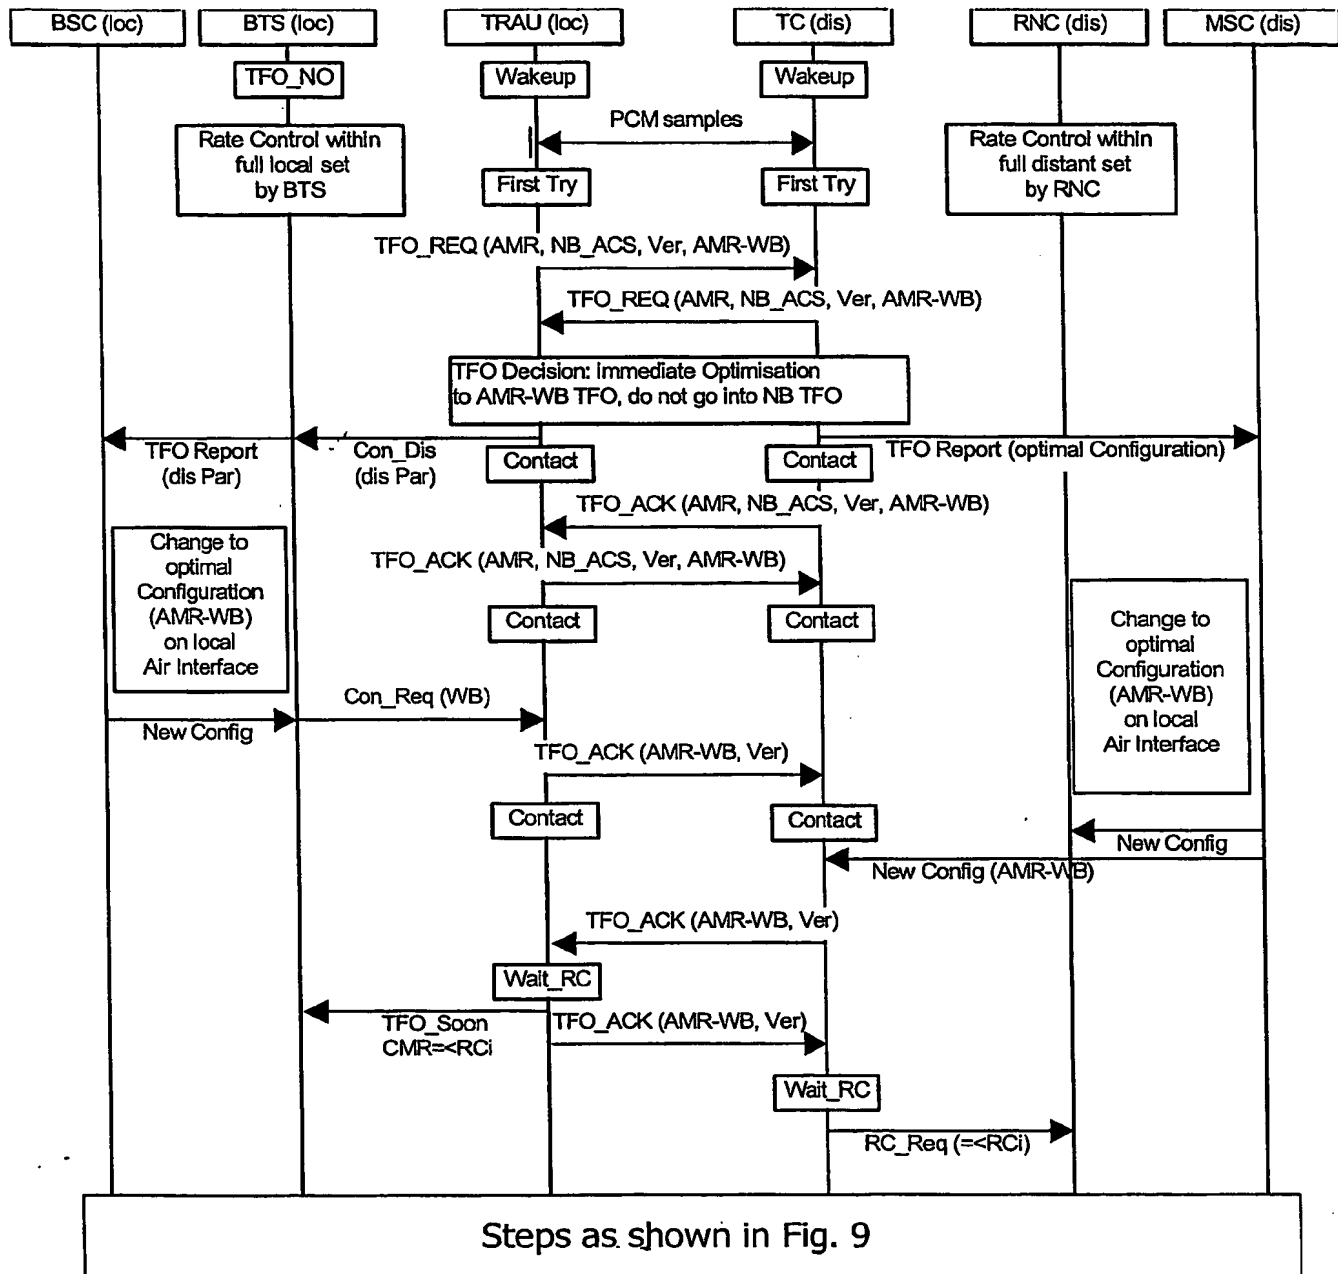 BSC (loc)
BTS (loc)
TRAU (loc)
TC (dis)
RNC (dis)
MSC (dis)
TFO_NO
Wakeup
Wakeup
Rate Control within
full local set
by BTS
PCM samples
Rate Control within
full distant set
by RNC
First Try
First Try
TFO_REQ (AMR, NB_ACS, Ver, AMR-WB)
TFO_REQ (AMR, NB_ACS, Ver, AMR-WB)
TFO Decision: immediate Optimisation
to AMR-WB TFO, do not go into NB TFO
TFO Report
(dis Par)
Con_Dis
(dis Par)
Contact
Contact
TFO Report (optimal Configuration)
TFO_ACK (AMR, NB_ACS, Ver, AMR-WB)
Change to
optimal
Configuration
(AMR-WB)
on local
Air Interface
TFO_ACK (AMR, NB_ACS, Ver, AMR-WB)
Contact
Contact
Change to
optimal
Configuration
(AMR-WB)
on local
Air Interface
Con_Req (WB)
New Config
TFO_ACK (AMR-WB, Ver)
Contact
Contact
New Config
New Config (AMR-WB)
TFO_ACK (AMR-WB, Ver)
Wait_RC
TFO_Soon
CMR=<RCi
TFO_ACK (AMR-WB, Ver)
Wait_RC
RC_Req (=<RCi)
Steps as shown in Fig. 9